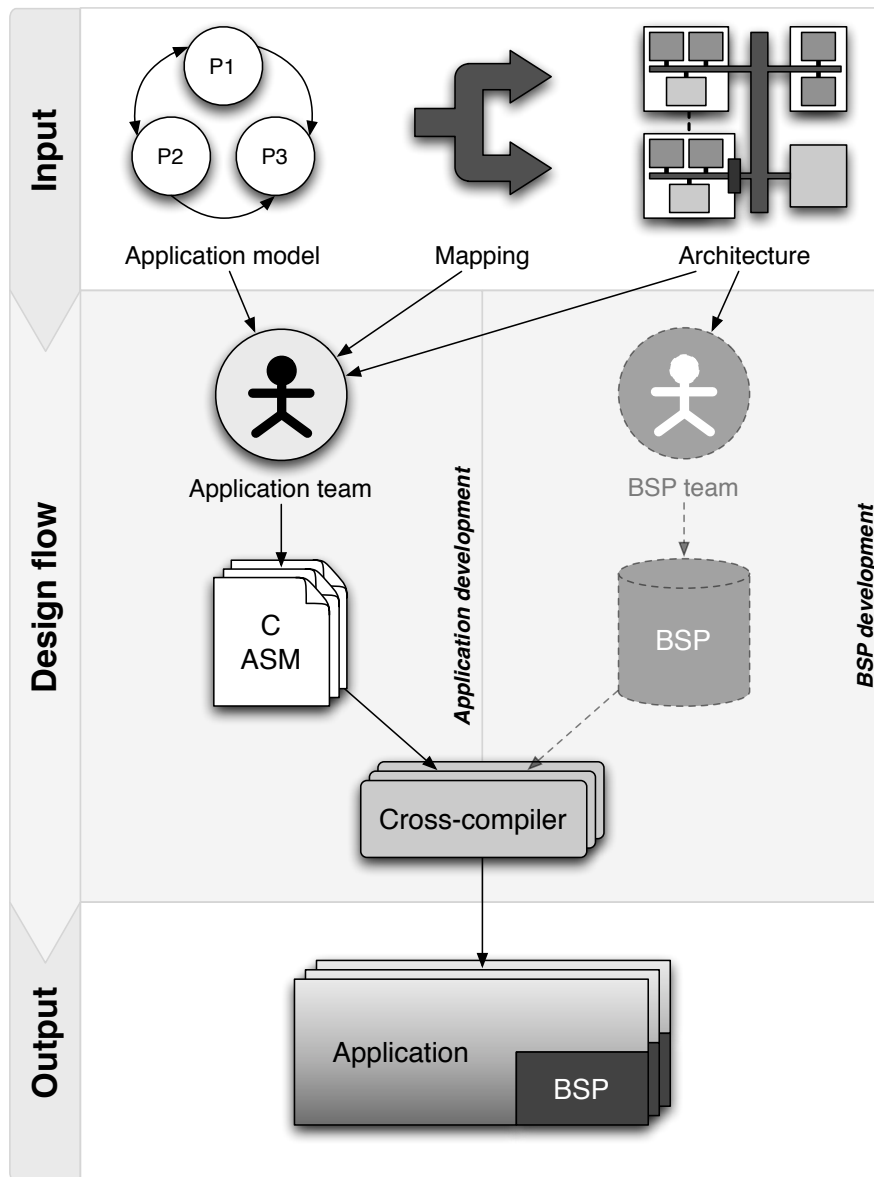 Input
P1
P2
P3
Application model
Mapping
Architecture
Design flow
Application team
BSP team
Application development
BSP development
C
ASM
BSP
Cross-compiler
Output
Application
BSP